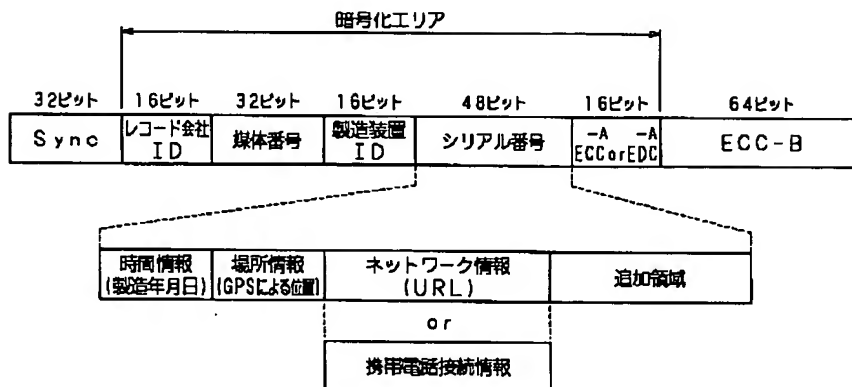 暗号化エリア
32ビット 16ビット 32ビット 16ビット 48ビット 16ビット 64ビット
Sync
レコード会社
ID
媒体番号
製造装置
ID
シリアル番号
-A -A
ECCorEDC
ECC-B
時間情報
(製造年月日)
場所情報
(GPSによる位置)
ネットワーク情報
(URL)
追加領域
or
携帯電話接続情報